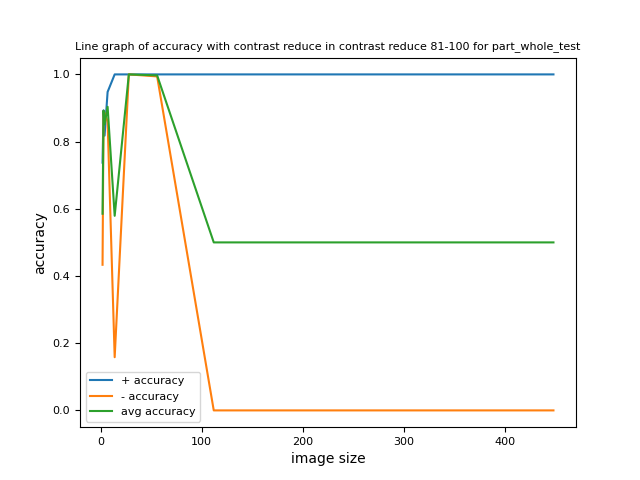 Line graph of accuracy with contrast reduce in contrast reduce 81-100 for part_whole_test
1.0
0.8
0.6
0.4
0.2
0.0
accuracy
+ accuracy
- accuracy
avg accuracy
0 100 200 300 400
image size